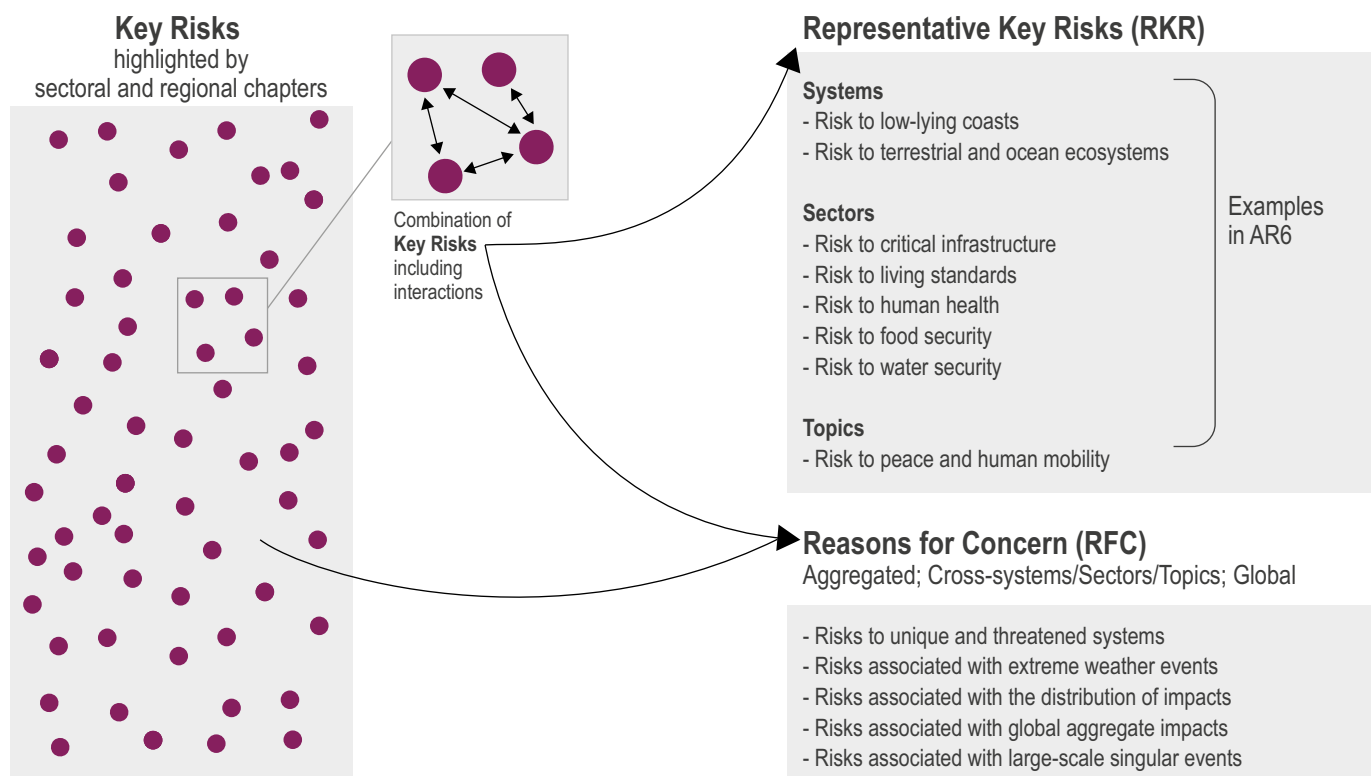 Key Risks
highlighted by
sectoral and regional chapters
Combination of
Key Risks
including
interactions
Representative Key Risks (RKR)
Systems
- Risk to low-lying coasts
- Risk to terrestrial and ocean ecosystems
Sectors
- Risk to critical infrastructure
- Risk to living standards
- Risk to human health
- Risk to food security
- Risk to water security
Topics
- Risk to peace and human mobility
Examples
in AR6
Reasons for Concern (RFC)
Aggregated; Cross-systems/Sectors/Topics; Global
- Risks to unique and threatened systems
- Risks associated with extreme weather events
- Risks associated with the distribution of impacts
- Risks associated with global aggregate impacts
- Risks associated with large-scale singular events